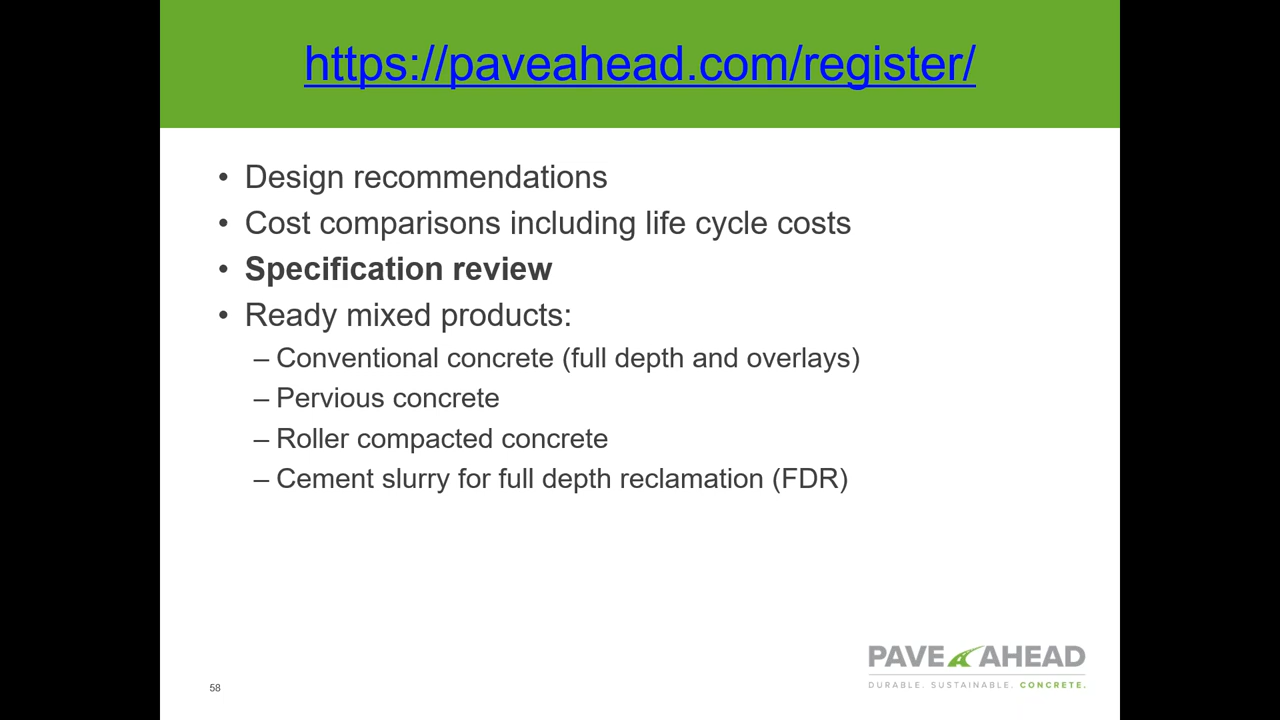 https://paveahead.com/register/
• Design recommendations
• Cost comparisons including life cycle costs
• Specification review
• Ready mixed products:
– Conventional concrete (full depth and overlays)
– Pervious concrete
– Roller compacted concrete
– Cement slurry for full depth reclamation (FDR)
PAVE AHEAD
DURABLE. SUSTAINABLE. CONCRETE.
58